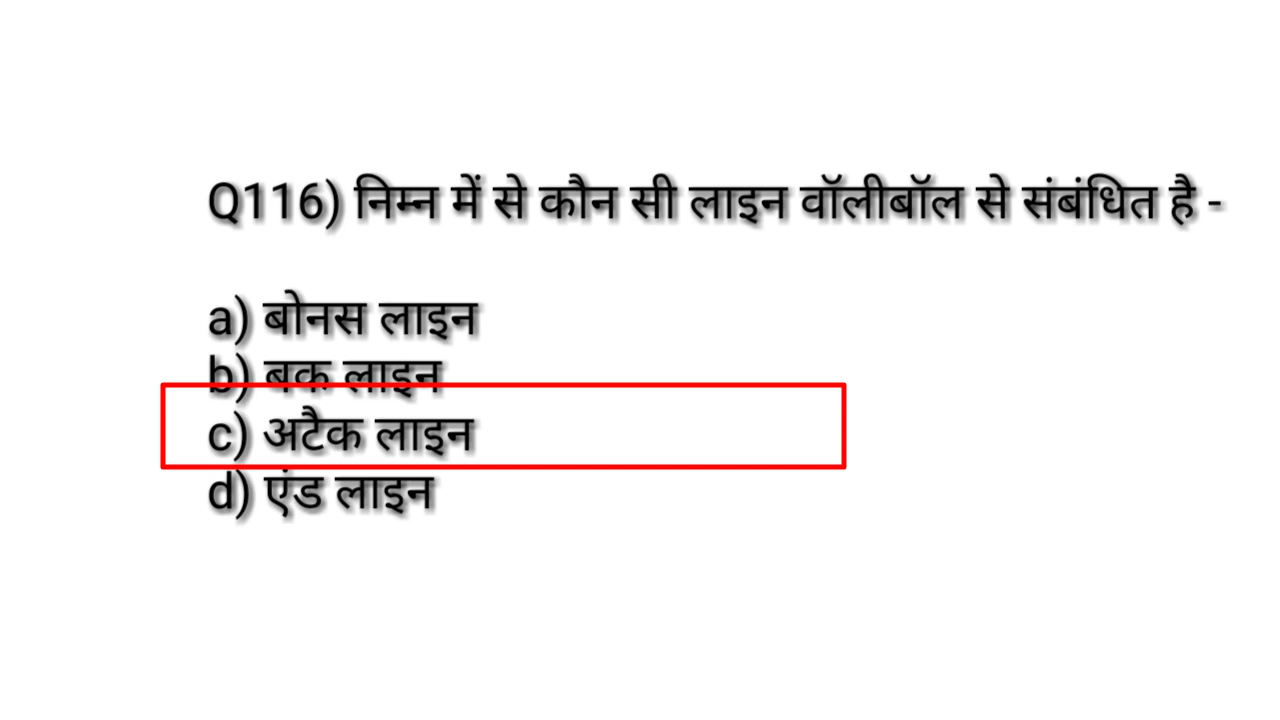 Q116) निम्न में से कौन सी लाइन वॉलीबॉल से संबंधित है -
a) बोनस लाइन
b) बक लाइन
c) अटैक लाइन
d) एंड लाइन